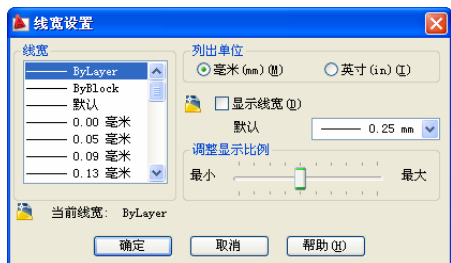 线宽设置
线宽
ByLayer
ByBlock
默认
0.00 毫米
0.05 毫米
0.09 毫米
0.13 毫米
列出单位
毫米(mm)(M)
英寸(in)(I)
显示线宽(D)
默认
0.25 mm
调整显示比例
最小
最大
当前线宽: ByLayer
确定
取消
帮助(H)